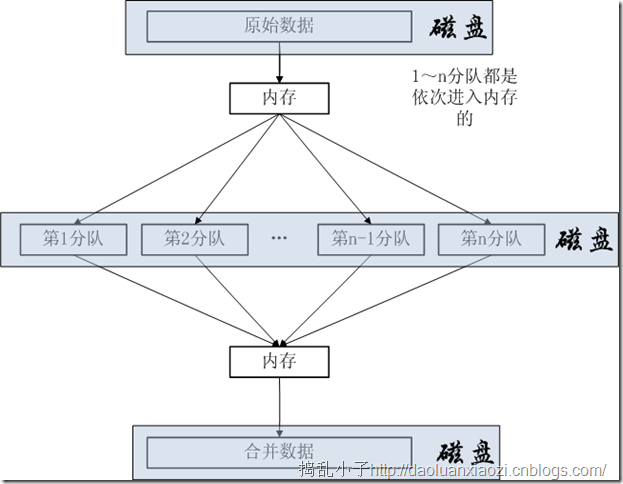 原始数据 磁盘
内存
1～n分队都是
依次进入内存
的
第1分队 第2分队 … 第n-1分队 第n分队 磁盘
内存
合并数据 磁盘
捣乱小子http://daoluanxiaozi.cnblogs.com/